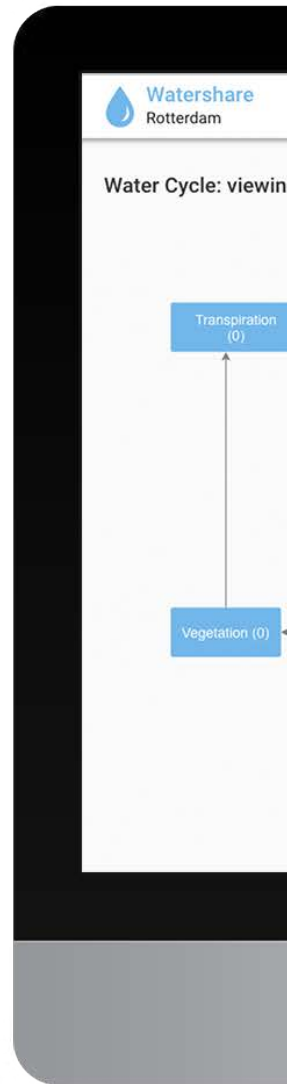 Watershare
Rotterdam
Water Cycle: viewin
Transpiration
(0)
Vegetation (0)